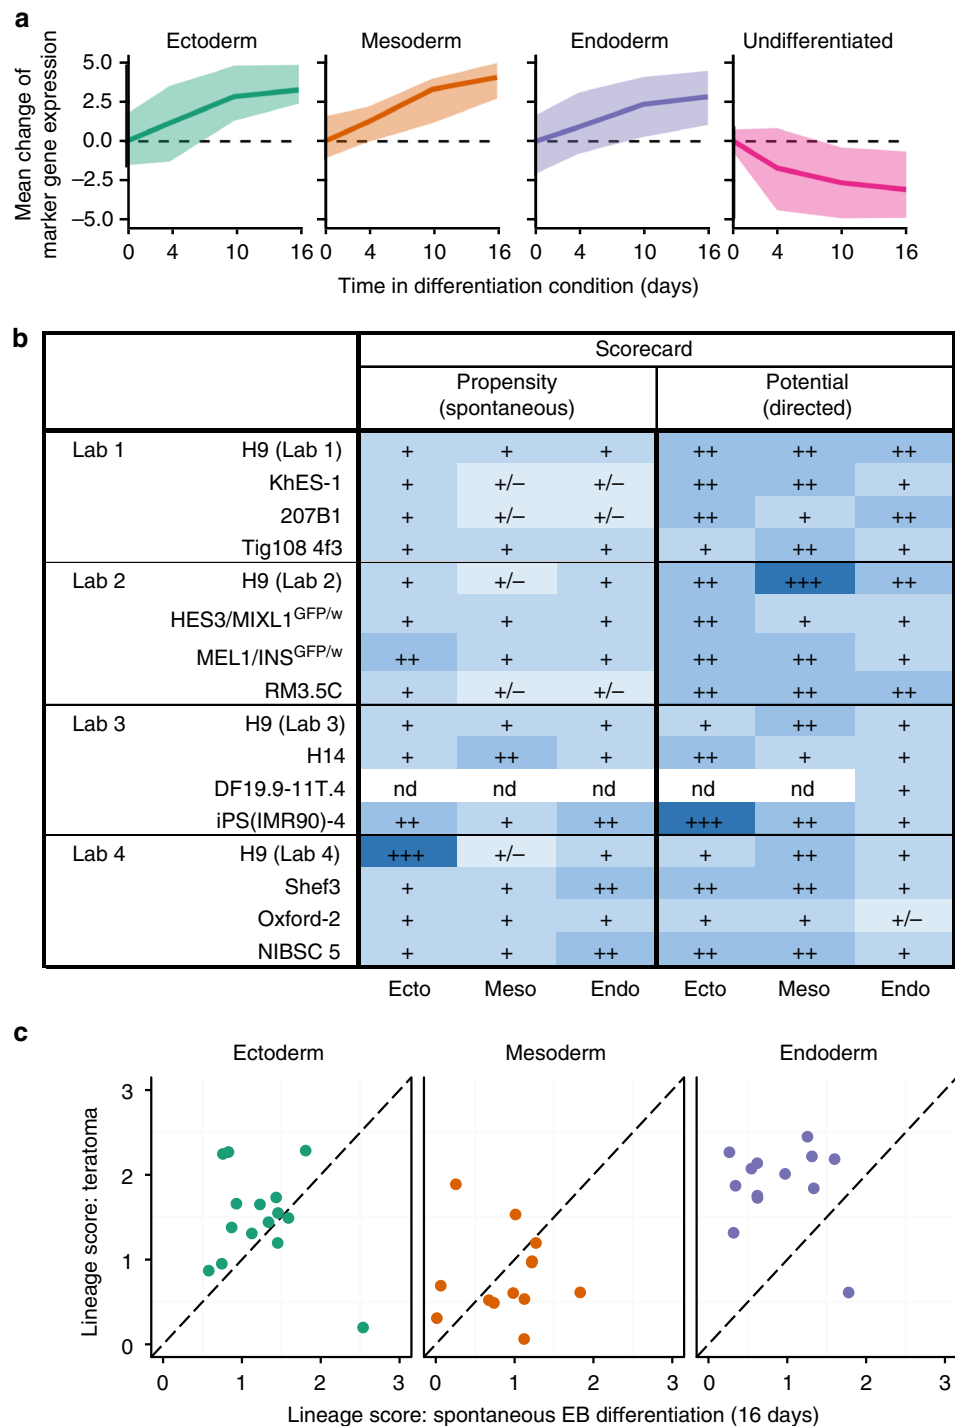 a
Ectoderm Mesoderm Endoderm Undifferentiated
Mean change of
marker gene expression
5.0
2.5
0.0
−2.5
−5.0
0 4 10 16 0 4 10 16 0 4 10 16 0 4 10 16
Time in differentiation condition (days)
b
Scorecard
Propensity
(spontaneous)
Potential
(directed)
Lab 1 H9 (Lab 1) + + + ++ ++ ++
KhES-1 + +/− +/− ++ ++ +
207B1 + +/− +/− ++ + ++
Tig108 4f3 + + + + ++ +
Lab 2 H9 (Lab 2) + +/− + ++ +++ ++
HES3/MIXL1GFP/w + + + ++ + +
MEL1/INSGFP/w ++ + + ++ ++ +
RM3.5C + +/− +/− ++ ++ ++
Lab 3 H9 (Lab 3) + + + + ++ +
H14 + ++ + ++ + +
DF19.9-11T.4 nd nd nd nd nd +
iPS(IMR90)-4 ++ + ++ +++ ++ +
Lab 4 H9 (Lab 4) +++ +/− + + ++ +
Shef3 + + ++ ++ ++ +
Oxford-2 + + + + + +/−
NIBSC 5 + + ++ ++ ++ +
Ecto Meso Endo Ecto Meso Endo
c
Ectoderm Mesoderm Endoderm
Lineage score: teratoma
3
2
1
0
0 1 2 3 0 1 2 3 0 1 2 3
Lineage score: spontaneous EB differentiation (16 days)